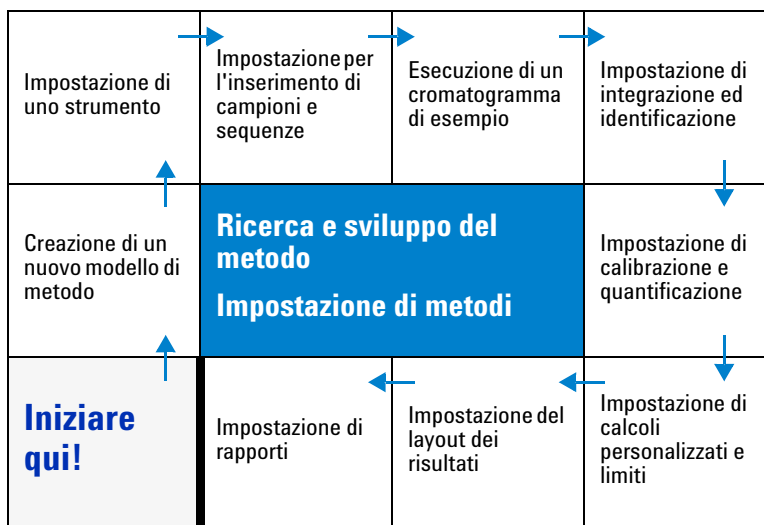 Impostazione di
uno strumento
Impostazione per
l'inserimento di
campioni e
sequenze
Esecuzione di un
cromatogramma
di esempio
Impostazione di
integrazione ed
identificazione
Creazione di un
nuovo modello di
metodo
Ricerca e sviluppo del
metodo
Impostazione di metodi
Impostazione di
calibrazione e
quantificazione
Iniziare
qui!
Impostazione di
rapporti
Impostazione del
layout dei
risultati
Impostazione di
calcoli
personalizzati e
limiti